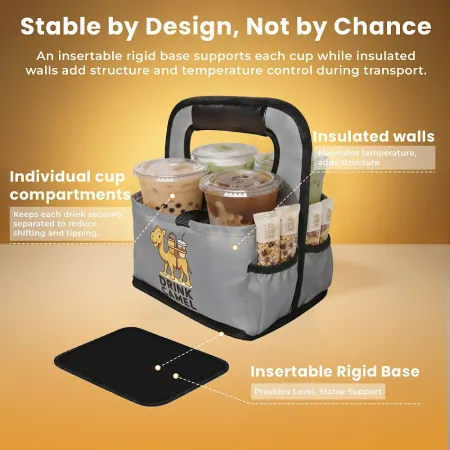 Stable by Design, Not by Chance
An insertable rigid base supports each cup while insulated
walls add structure and temperature control during transport.
Insulated walls
Maintains temperature,
adds structure
Individual cup
compartments
Keeps each drink securely
separated to reduce
shifting and tipping.
DRINK
CAMEL
Insertable Rigid Base
Provides Level, Stable Support